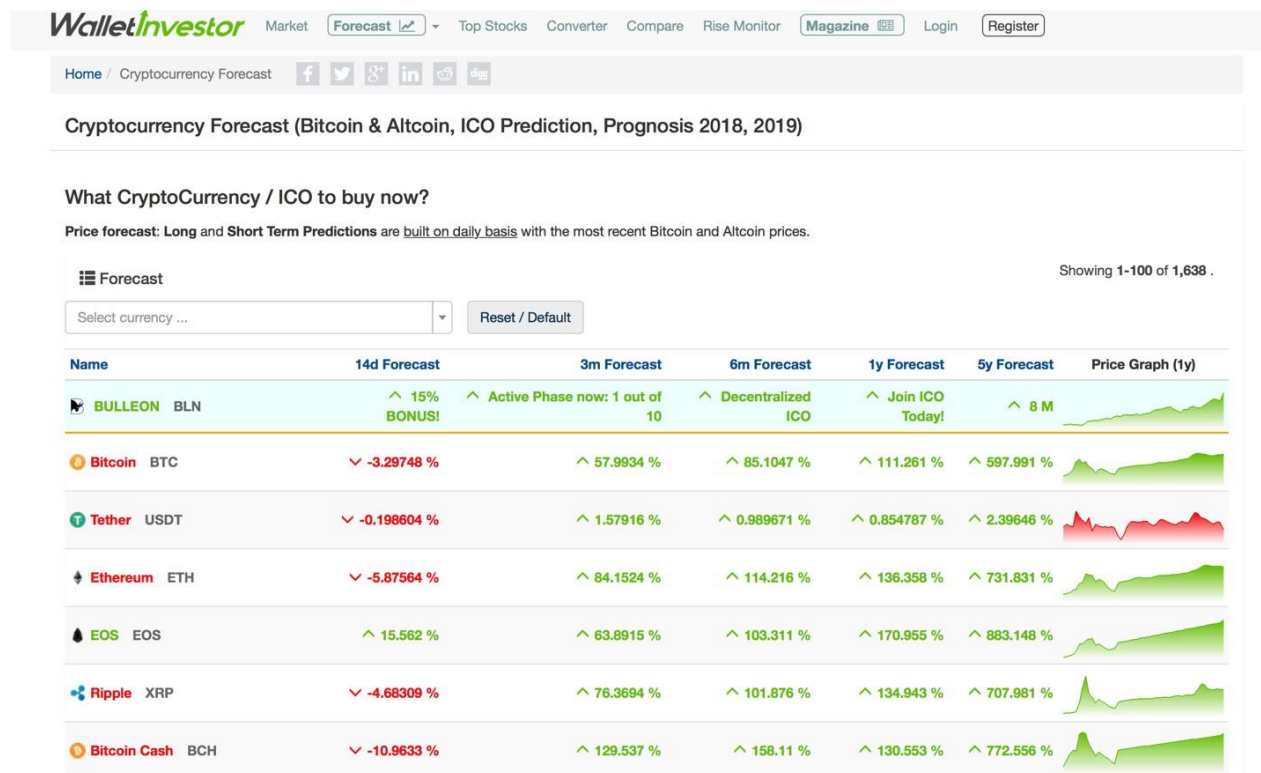 WalletInvestor Market Forecast Top Stocks Converter Compare Rise Monitor Magazine Login Register
Home / Cryptocurrency Forecast
Cryptocurrency Forecast (Bitcoin & Altcoin, ICO Prediction, Prognosis 2018, 2019)
What CryptoCurrency / ICO to buy now?
Price forecast: Long and Short Term Predictions are built on daily basis with the most recent Bitcoin and Altcoin prices.
Forecast
Showing 1-100 of 1,638 .
Select currency ... Reset / Default
Name 14d Forecast 3m Forecast 6m Forecast 1y Forecast 5y Forecast Price Graph (1y)
BULLEON BLN 15% BONUS! Active Phase now: 1 out of 10 Decentralized ICO Join ICO Today! 8 M
Bitcoin BTC -3.29748 % 57.9934 % 85.1047 % 111.261 % 597.991 %
Tether USDT -0.198604 % 1.57916 % 0.989671 % 0.854787 % 2.39646 %
Ethereum ETH -5.87564 % 84.1524 % 114.216 % 136.358 % 731.831 %
EOS EOS 15.562 % 63.8915 % 103.311 % 170.955 % 883.148 %
Ripple XRP -4.68309 % 76.3694 % 101.876 % 134.943 % 707.981 %
Bitcoin Cash BCH -10.9633 % 129.537 % 158.11 % 130.553 % 772.556 %